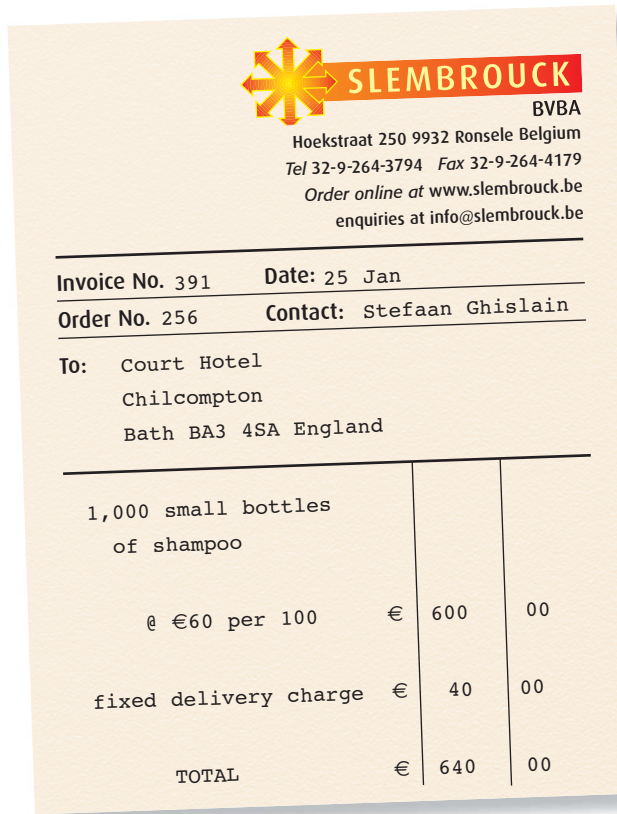 SLEMBROUCK
BVBA
Hoekstraat 250 9932 Ronsele Belgium
Tel 32-9-264-3794 Fax 32-9-264-4179
Order online at www.slembrouck.be
enquiries at info@slembrouck.be
Invoice No. 391 Date: 25 Jan
Order No. 256 Contact: Stefaan Ghislain
To: Court Hotel
Chilcompton
Bath BA3 4SA England
1,000 small bottles
of shampoo
@ €60 per 100 € 600 00
fixed delivery charge € 40 00
TOTAL € 640 00